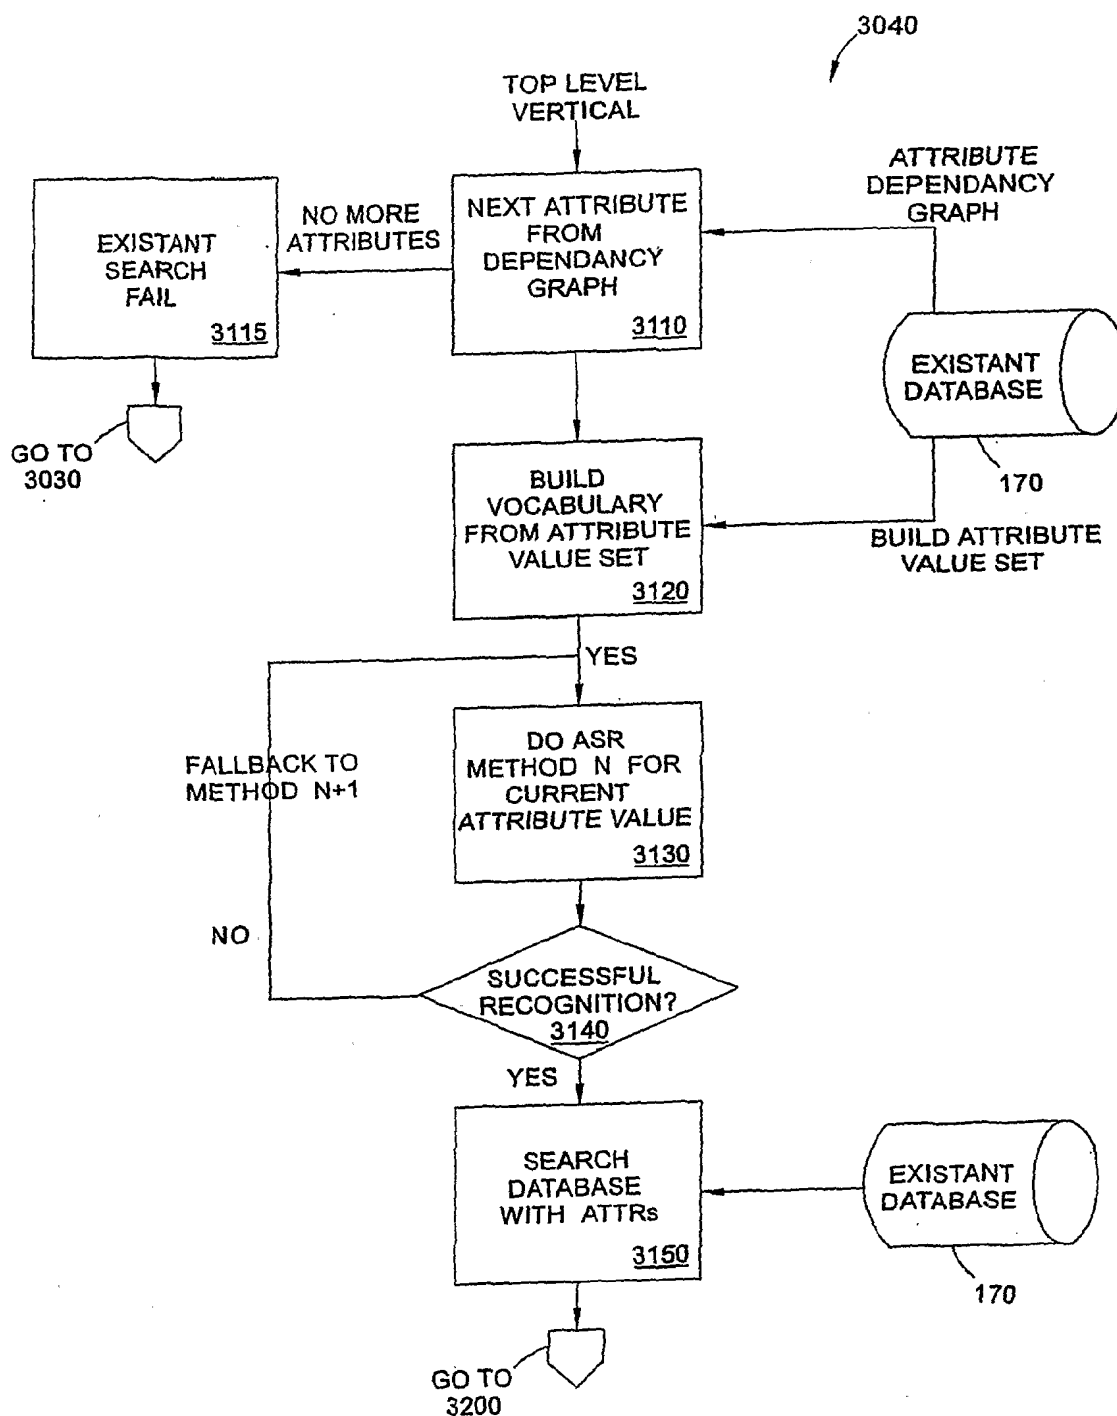 3040
TOP LEVEL
VERTICAL
ATTRIBUTE
DEPENDANCY
GRAPH
NEXT ATTRIBUTE
FROM
DEPENDANCY
GRAPH
3110
NO MORE
ATTRIBUTES
EXISTANT
SEARCH
FAIL
3115
GO TO
3030
EXISTANT
DATABASE
170
BUILD
VOCABULARY
FROM ATTRIBUTE
VALUE SET
3120
BUILD ATTRIBUTE
VALUE SET
YES
FALLBACK TO
METHOD N+1
DO ASR
METHOD N FOR
CURRENT
ATTRIBUTE VALUE
3130
NO
SUCCESSFUL
RECOGNITION?
3140
YES
SEARCH
DATABASE
WITH ATTRs
3150
EXISTANT
DATABASE
170
GO TO
3200